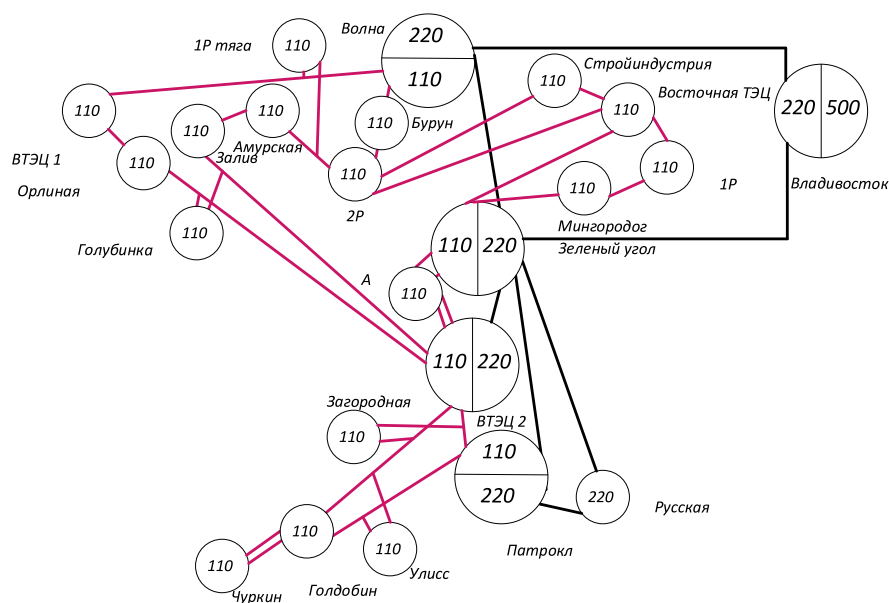 Волна
1Р тяга
220
110
110
Стройиндустрия
110
Восточная ТЭЦ
220 500
110
110
110
110
110
Бурун
110
Амурская
Залив
ВТЭЦ 1
110
110
110
1Р
Владивосток
Орлиная
110
2Р
Мингородог
110
Голубинка
110 220
Зеленый угол
А
110
110 220
Загородная
110
ВТЭЦ 2
110
220
220
Русская
110
110
Патрокл
110
Улисс
Голдобин
Чуркин